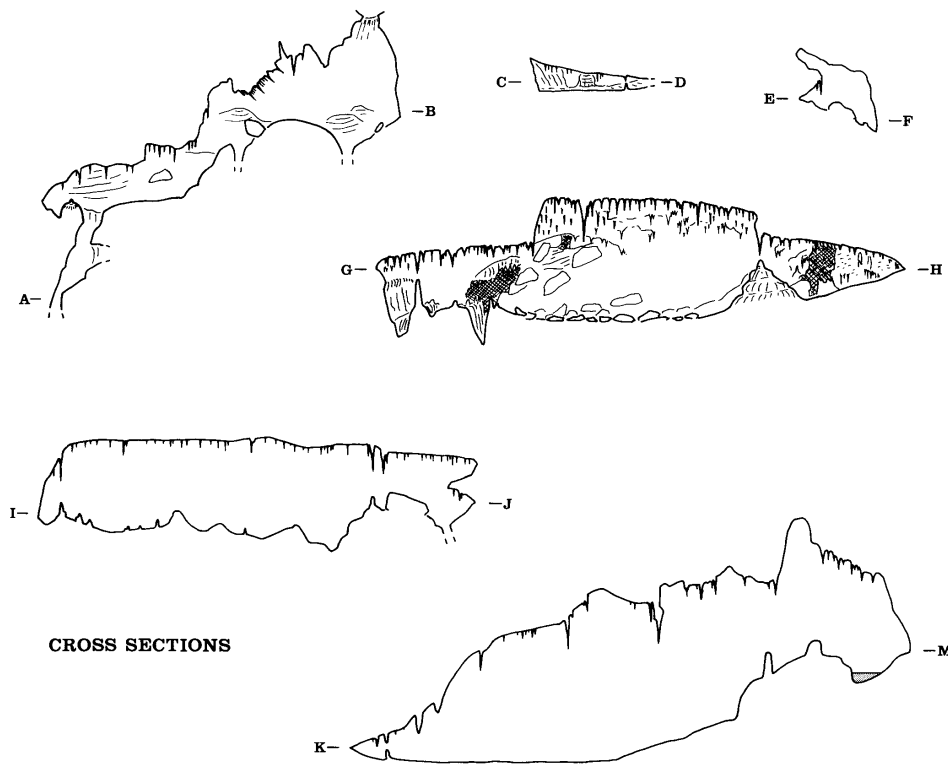 C– –D
E–
–F
–B
G– –H
A–
I– –J
CROSS SECTIONS
–M
K–